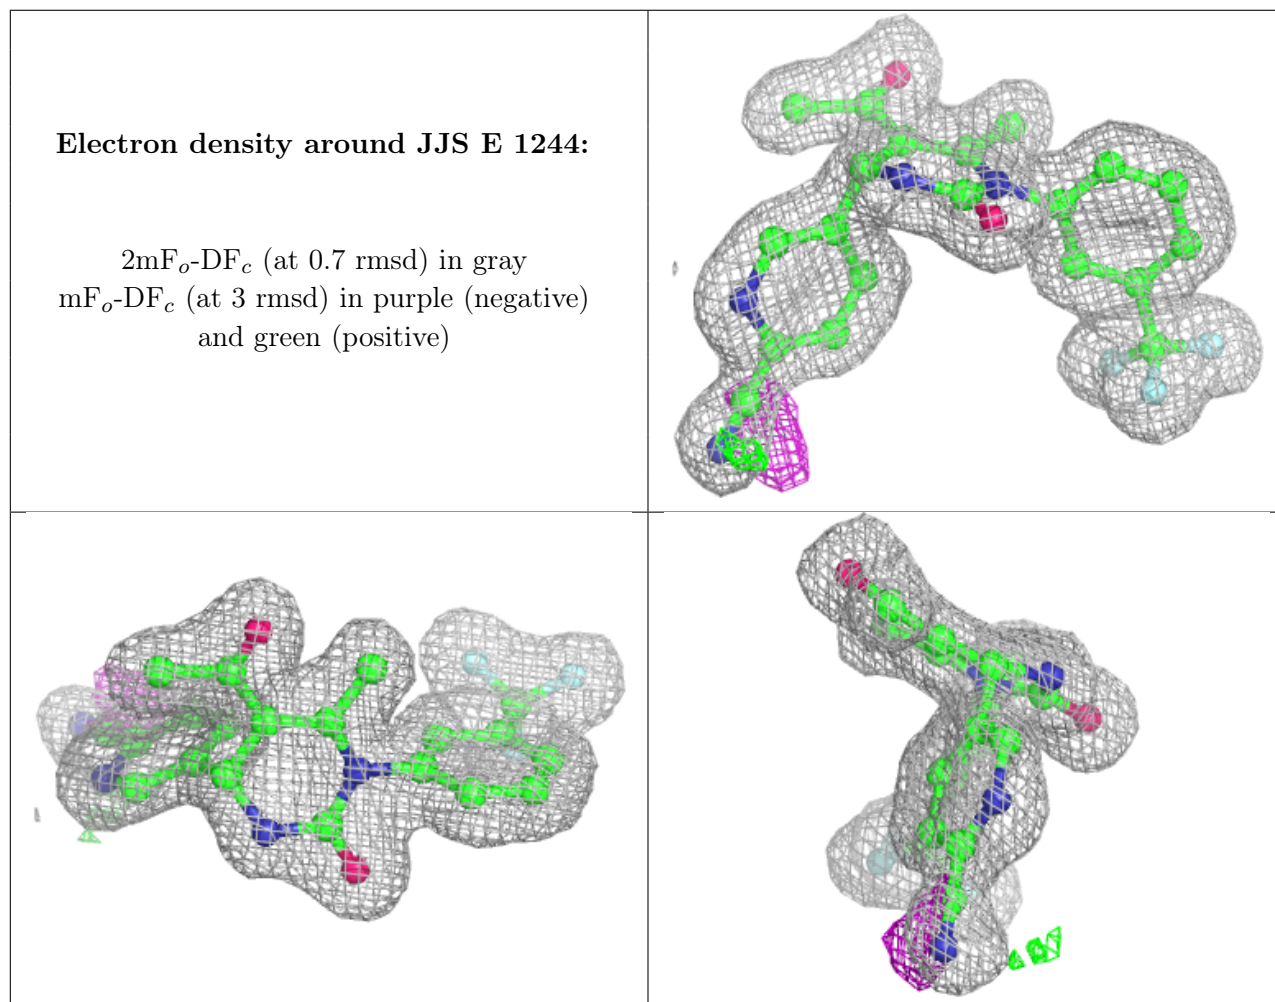 Electron density around JJS E 1244:
2mFo-DFc (at 0.7 rmsd) in gray
mFo-DFc (at 3 rmsd) in purple (negative)
and green (positive)